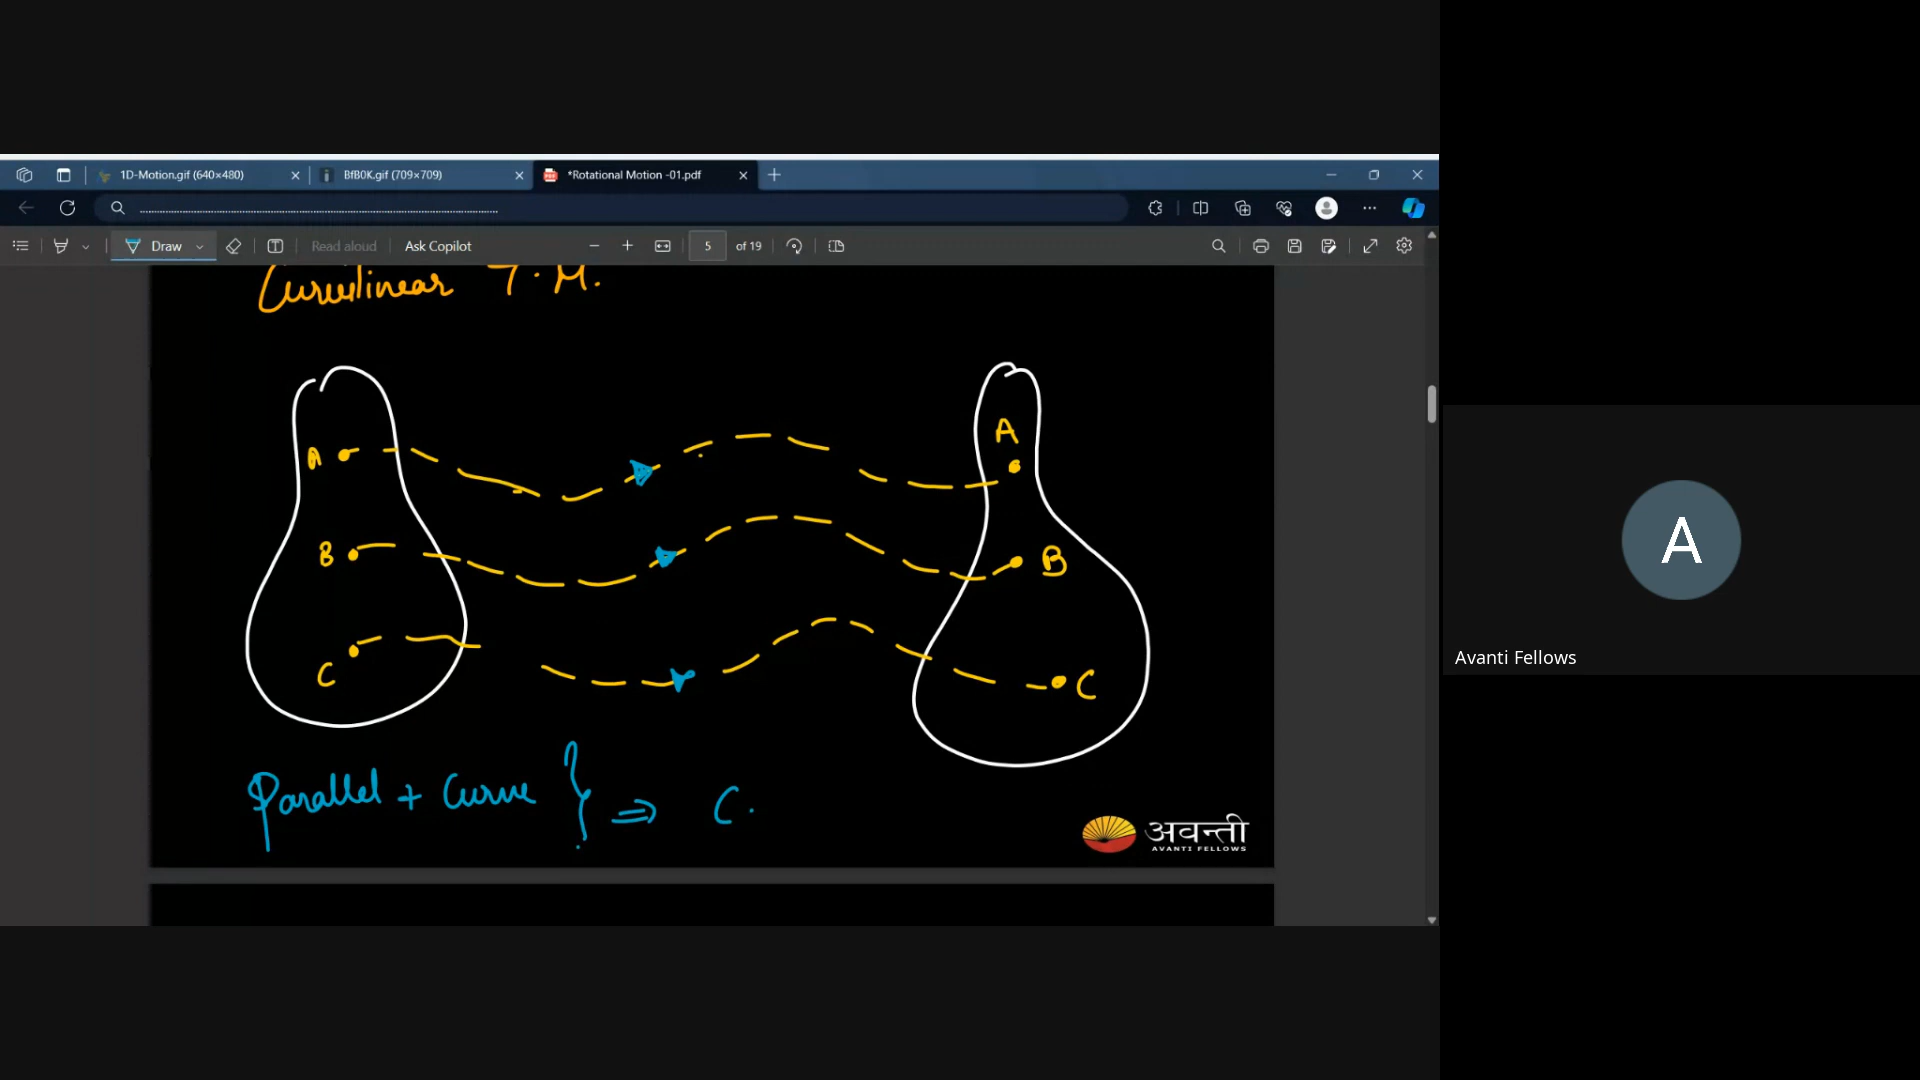 1D-Motion.gif (640×480)
BfB0K.gif (709×709)
*Rotational Motion -01.pdf
Draw
Read aloud
Ask Copilot
5 of 19
Curvilinear T.M.
A
A
B
B
C
C
Parallel + Curve } ⇒ C.
अवन्ती
AVANTI FELLOWS
A
Avanti Fellows